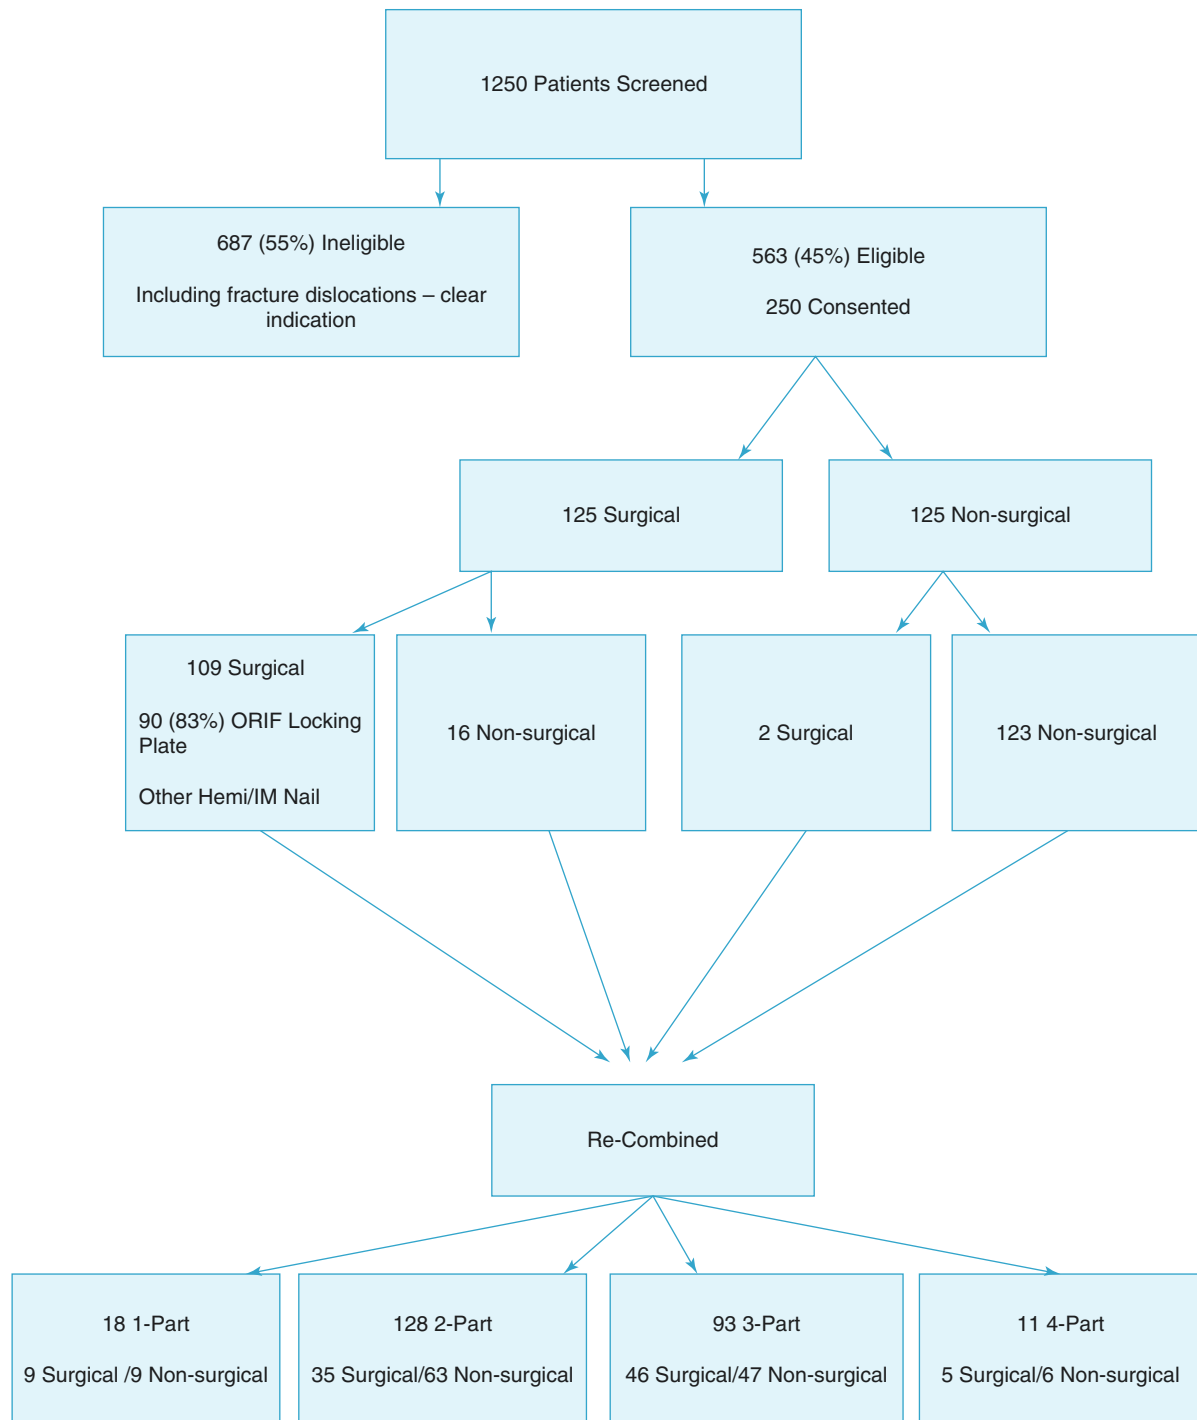 1250 Patients Screened
687 (55%) Ineligible
Including fracture dislocations – clear
indication
563 (45%) Eligible
250 Consented
125 Surgical
125 Non-surgical
109 Surgical
90 (83%) ORIF Locking
Plate
Other Hemi/IM Nail
16 Non-surgical
2 Surgical
123 Non-surgical
Re-Combined
18 1-Part
9 Surgical /9 Non-surgical
128 2-Part
35 Surgical/63 Non-surgical
93 3-Part
46 Surgical/47 Non-surgical
11 4-Part
5 Surgical/6 Non-surgical